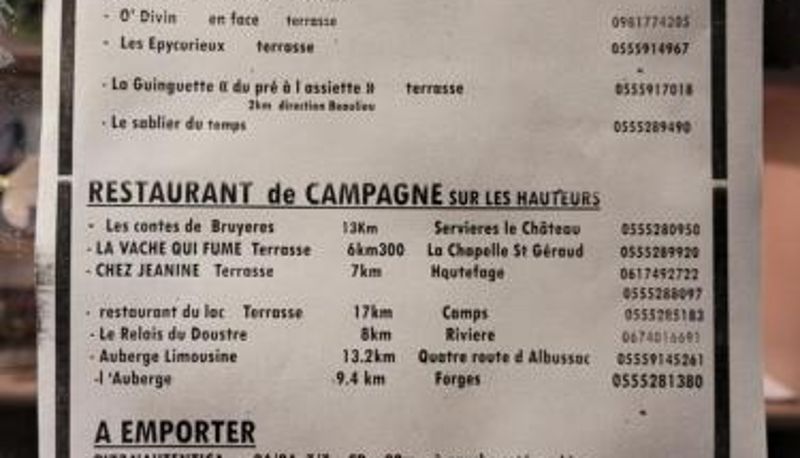 - O' Divin en face terrasse 0981774205
- Les Epycurieux terrasse 0555914967
- La Guinguette « du pré à l assiette » terrasse 0555917018
2km direction Beaulieu
- Le sablier du temps 0555289490
RESTAURANT de CAMPAGNE SUR LES HAUTEURS
- Les contes de Bruyeres 13Km Servieres le Château 0555280950
- LA VACHE QUI FUME Terrasse 6km300 La Chapelle St Géraud 0555289920
- CHEZ JEANINE Terrasse 7km Hautefage 0617492722
0555288097
- restaurant du lac Terrasse 17km Camps 0555285183
- Le Relais du Doustre 8km Riviere 0674016691
- Auberge Limousine 13.2km Quatre route d Albussac 05559145261
-l 'Auberge 9.4 km Forges 0555281380
A EMPORTER